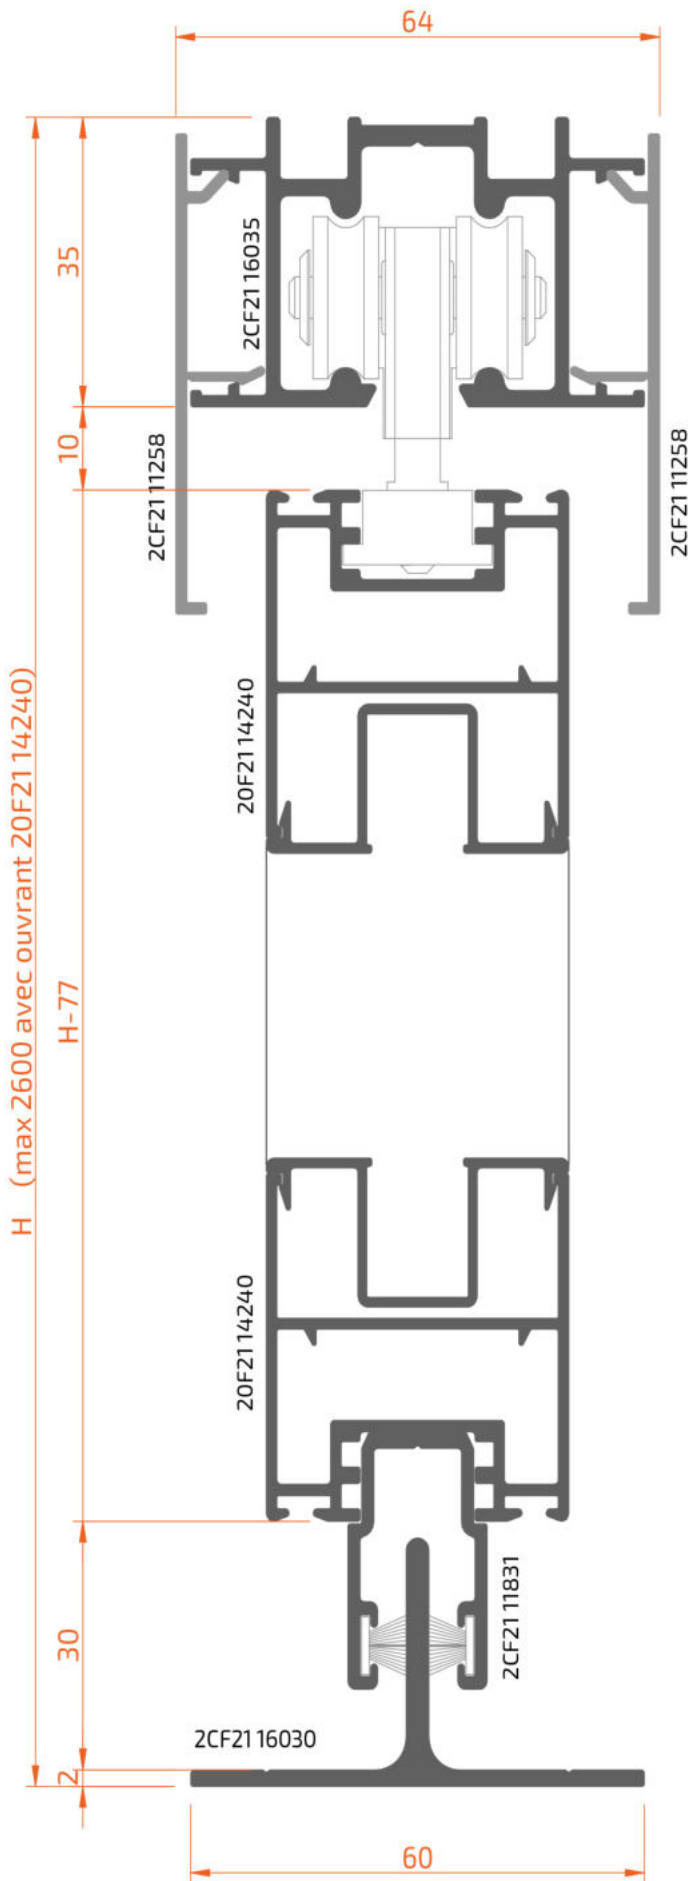 64
35
2CF21 16035
10
2CF21 11258
2CF21 11258
20F21 14240
H (max 2600 avec ouvrant 20F21 14240)
H-77
20F21 14240
2CF21 11831
30
2CF21 16030
2
60